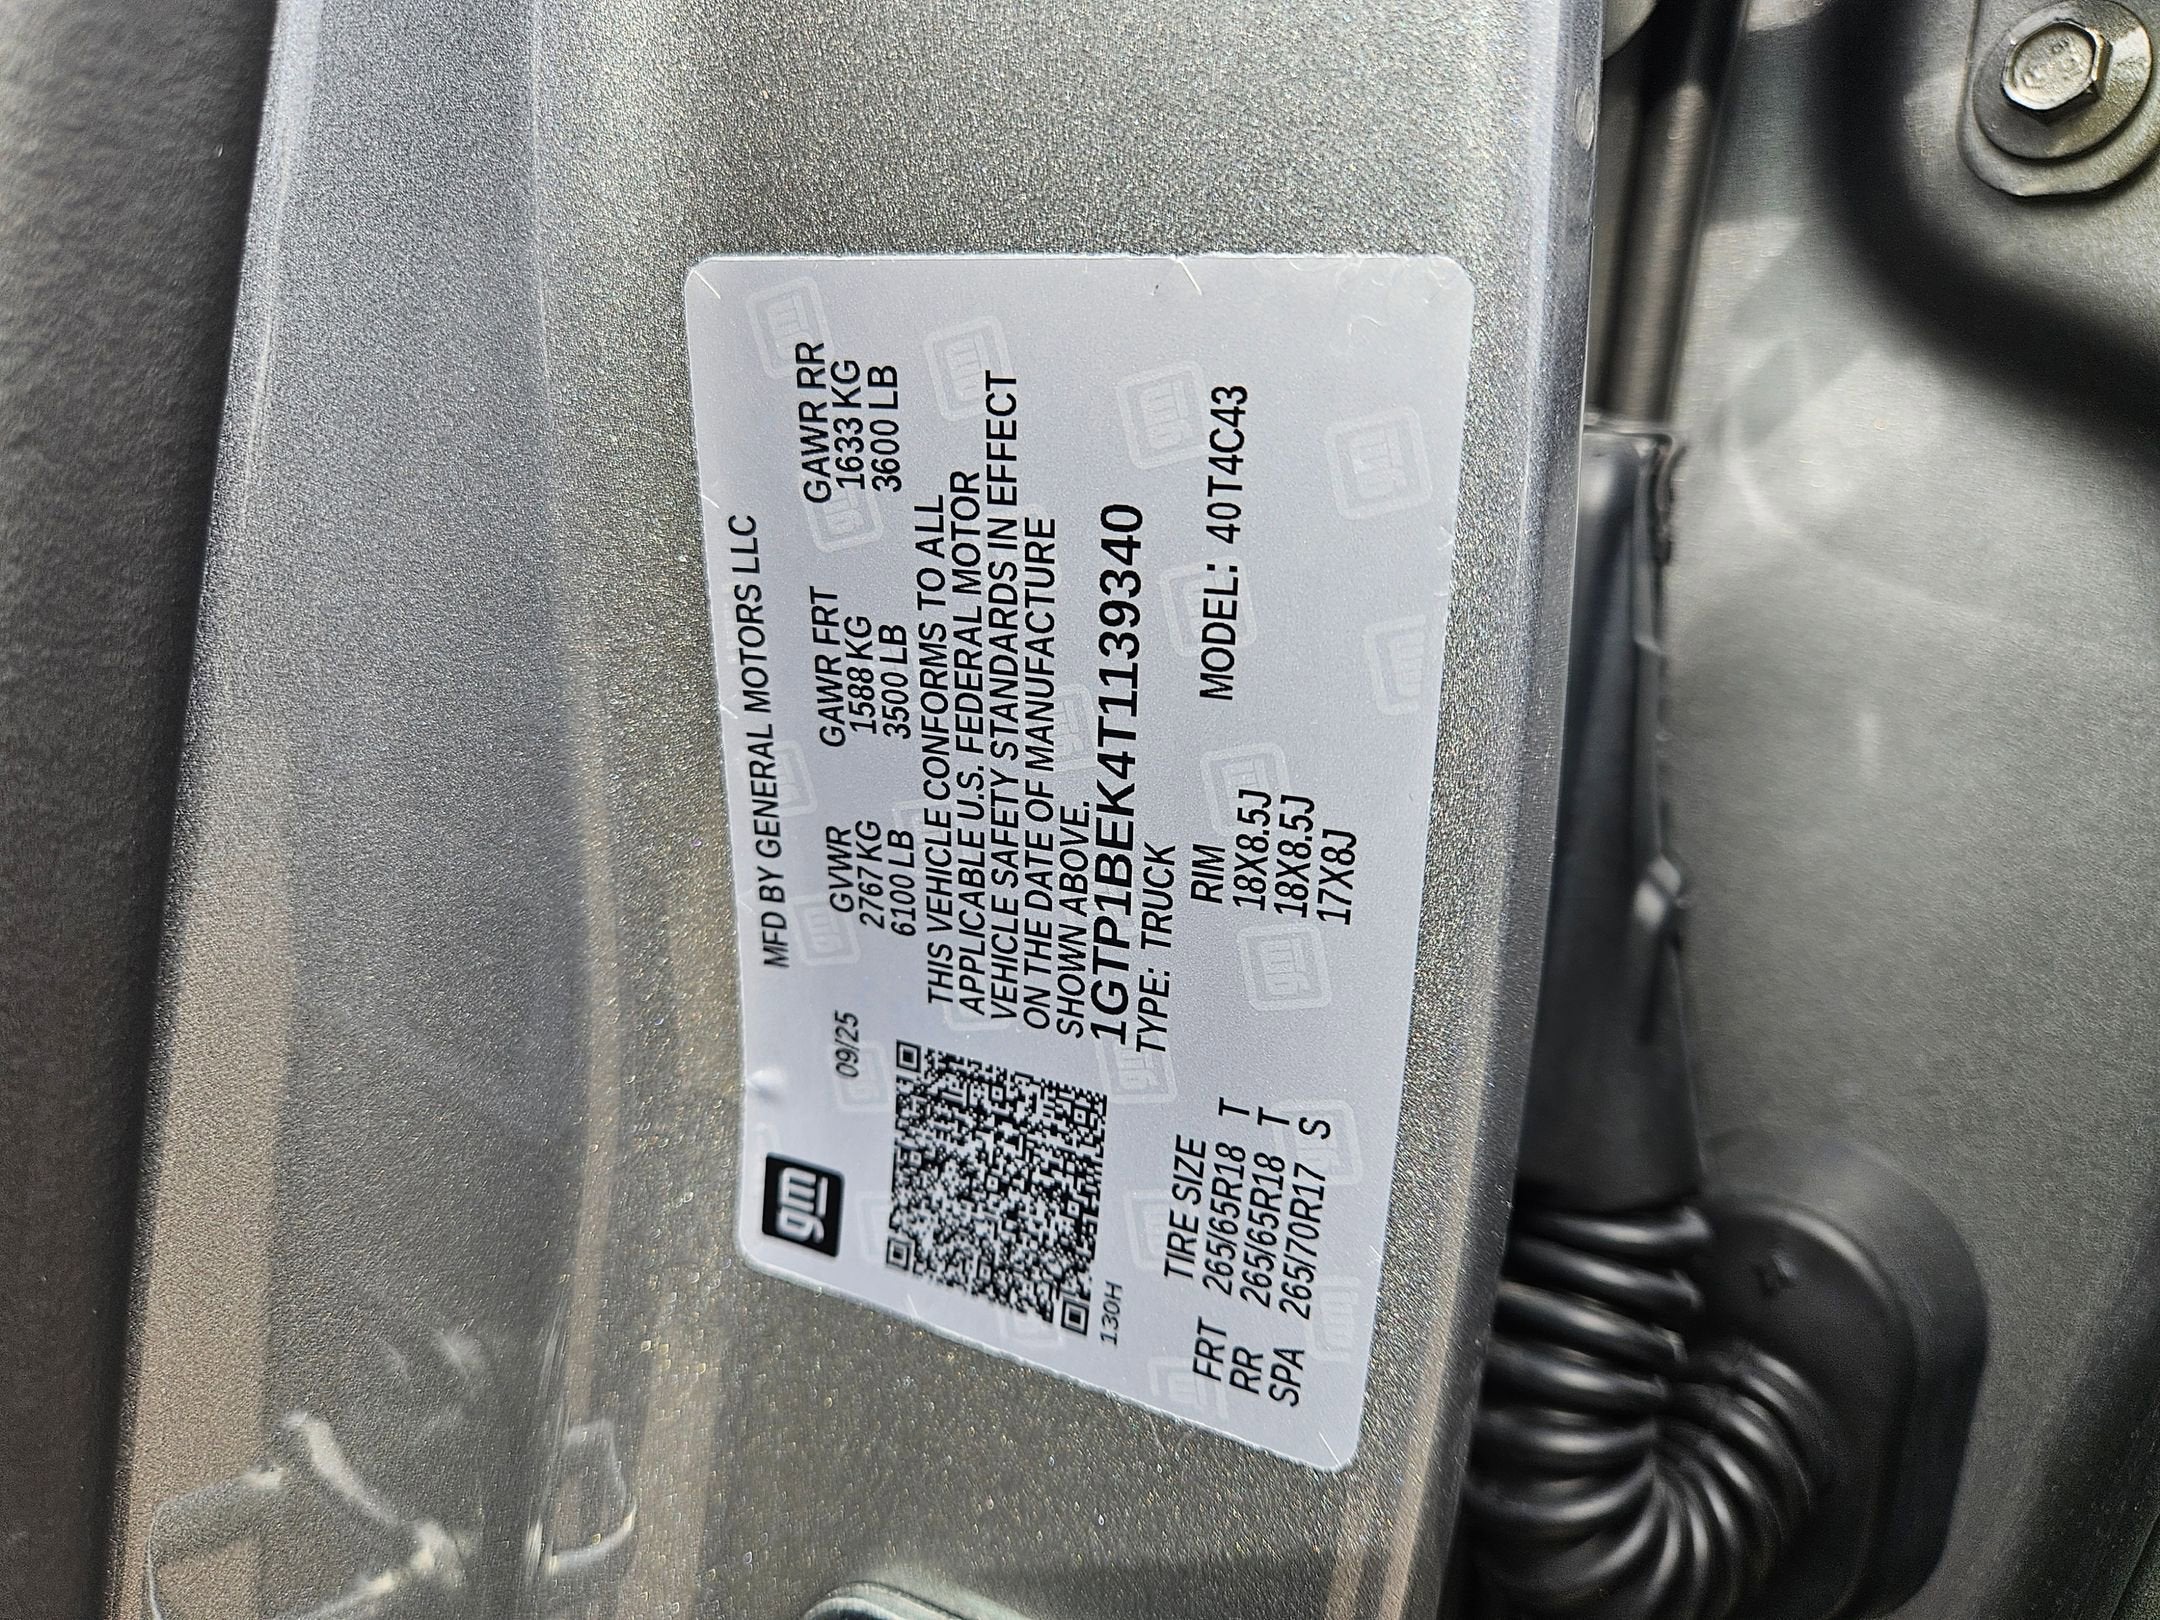 gm
MFD BY GENERAL MOTORS LLC
09/25
GVWR GAWR FRT GAWR RR
2767 KG 1588 KG 1633 KG
6100 LB 3500 LB 3600 LB
THIS VEHICLE CONFORMS TO ALL
APPLICABLE U.S. FEDERAL MOTOR
VEHICLE SAFETY STANDARDS IN EFFECT
ON THE DATE OF MANUFACTURE
SHOWN ABOVE.
1GTP1BEK4T1139340
TYPE: TRUCK MODEL: 40T4C43
130H
TIRE SIZE RIM
FRT 265/65R18 T 18X8.5J
RR 265/65R18 T 18X8.5J
SPA 265/70R17 S 17X8J